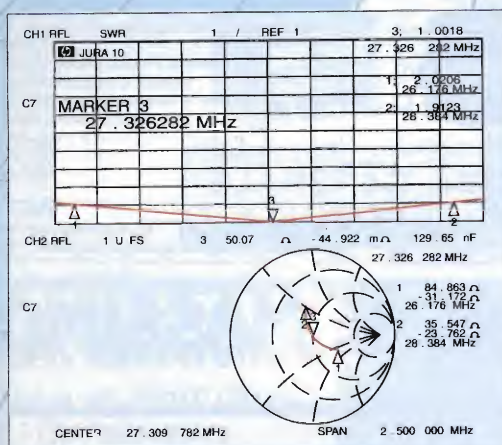 CH1 RFL SWR 1 / REF 1 3; 1.0018
hp JURA 10 27.326 282 MHz
1; 2.0206
26.176 MHz
C7 MARKER 3 2; 1.9123
27.326282 MHz 28.384 MHz
3
1 2
CH2 RFL 1 U FS 3 50.07 Ω -44.922 mΩ 129.65 nF
27.326 282 MHz
1 84.863 Ω
-31.172 Ω
26.176 MHz
C7
2 35.547 Ω
-23.762 Ω
28.384 MHz
CENTER 27.309 782 MHz SPAN 2.500 000 MHz